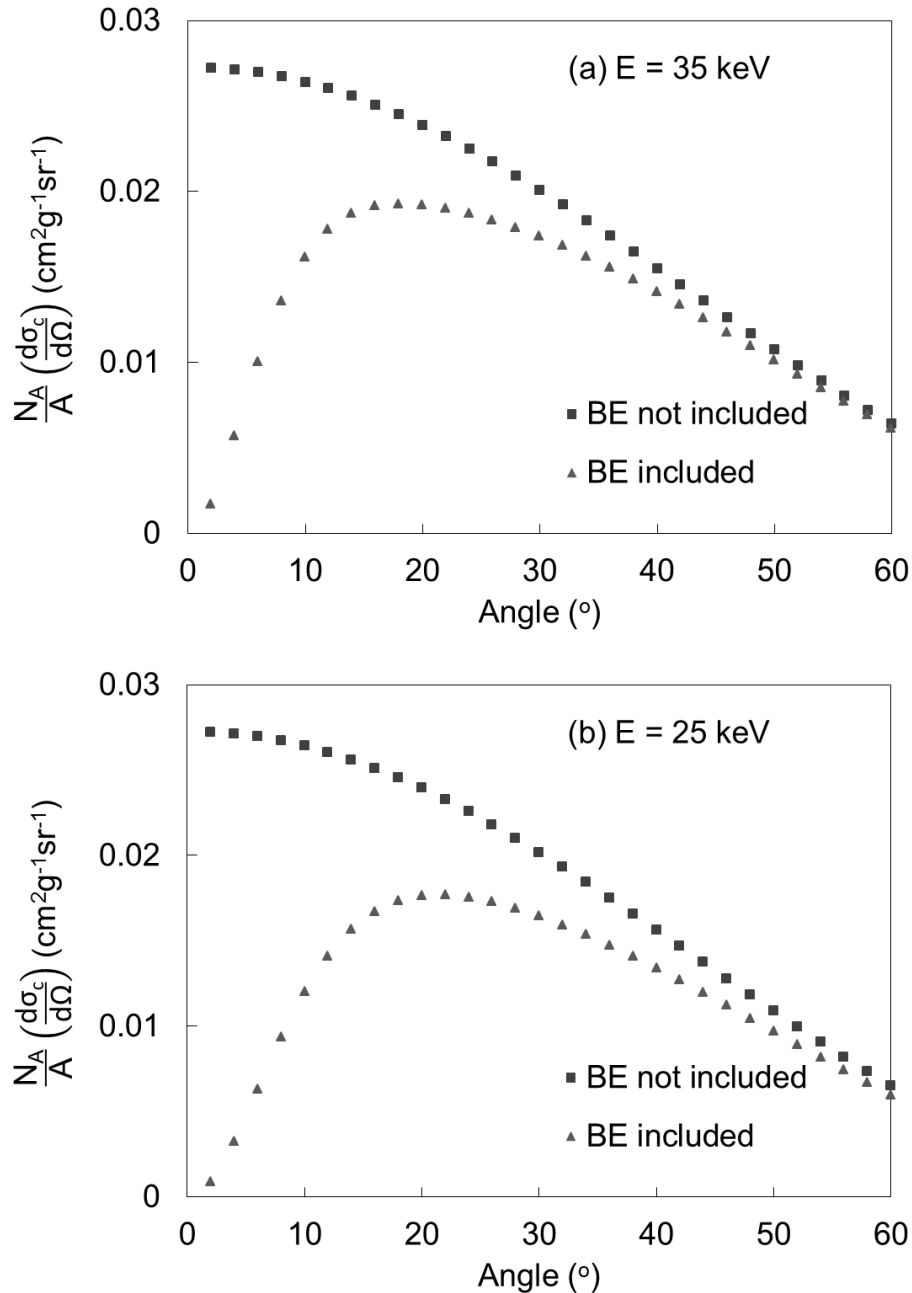 0.03
(a) E = 35 keV
0.02
N_A/A (dσ_c/dΩ) (cm²g⁻¹sr⁻¹)
0.01
BE not included
BE included
0
0 10 20 30 40 50 60
Angle (°)
0.03
(b) E = 25 keV
0.02
N_A/A (dσ_c/dΩ) (cm²g⁻¹sr⁻¹)
0.01
BE not included
BE included
0
0 10 20 30 40 50 60
Angle (°)